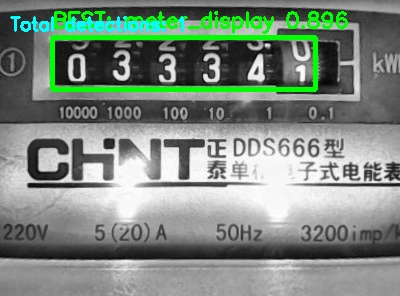 Total detections: 1
BEST: meter_display 0.896
① 0 3 3 3 4 1 kWh
10000 1000 100 10 1 0.1
CHNT 正泰 DDS666型
单相电子式电能表
220V 5(20)A 50Hz 3200imp/k